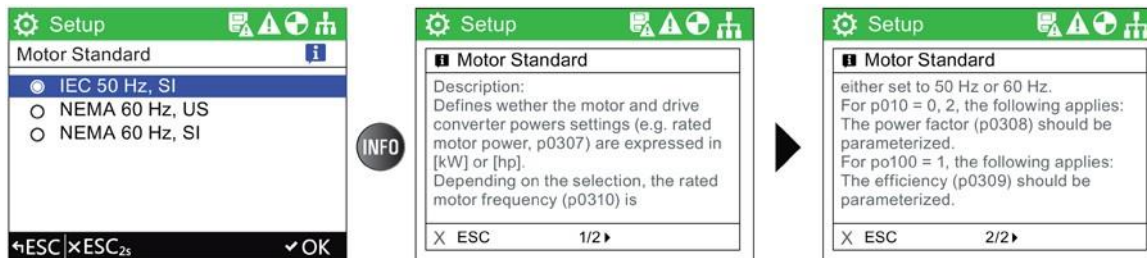 Setup
Motor Standard
IEC 50 Hz, SI
NEMA 60 Hz, US
NEMA 60 Hz, SI
ESC ESC2s OK
INFO
Setup
Motor Standard
Description:
Defines wether the motor and drive
converter powers settings (e.g. rated
motor power, p0307) are expressed in
[kW] or [hp].
Depending on the selection, the rated
motor frequency (p0310) is
X ESC 1/2
Setup
Motor Standard
either set to 50 Hz or 60 Hz.
For p010 = 0, 2, the following applies:
The power factor (p0308) should be
parameterized.
For po100 = 1, the following applies:
The efficiency (p0309) should be
parameterized.
X ESC 2/2